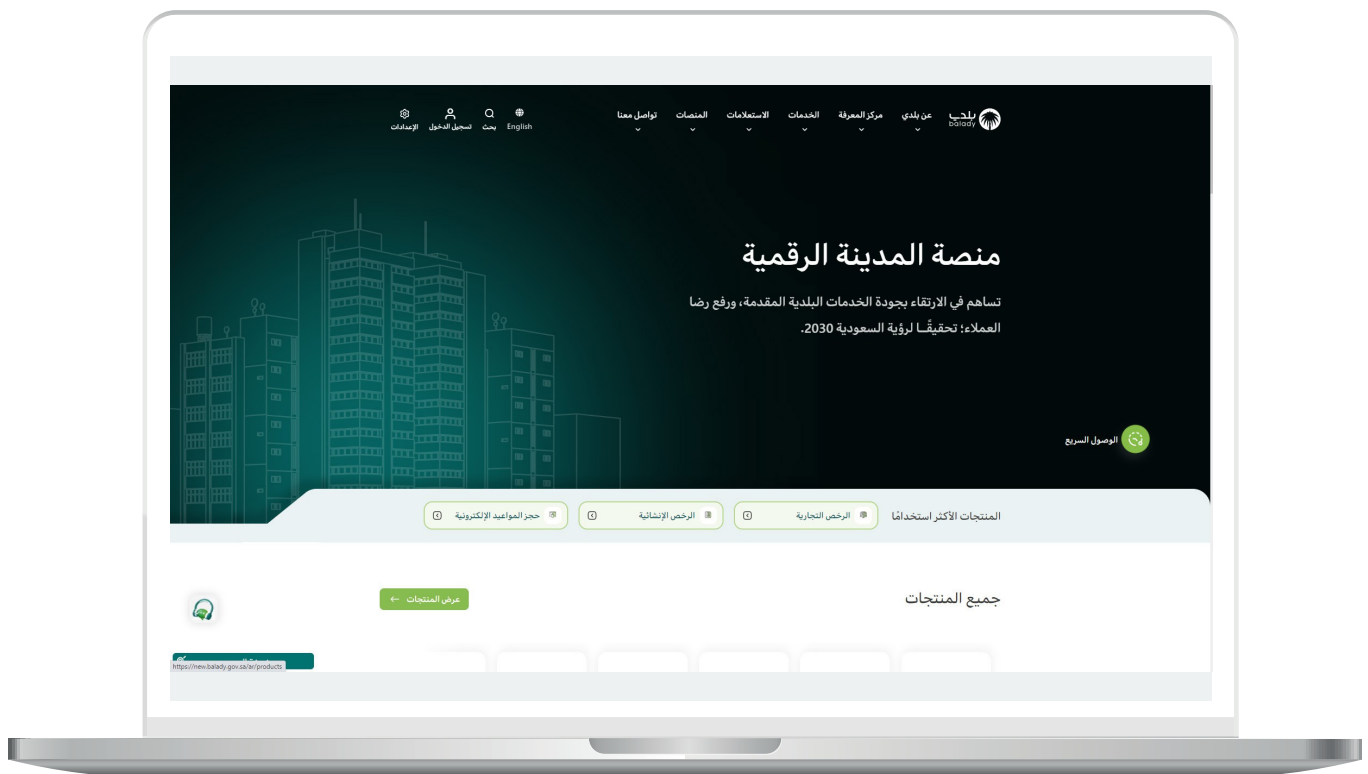 بلدي
balady
عن بلدي
مركز المعرفة
الخدمات
الاستعلامات
المنصات
تواصل معنا
English
بحث
تسجيل الدخول
الإعدادات
منصة المدينة الرقمية
تساهم في الارتقاء بجودة الخدمات البلدية المقدمة، ورفع رضا
العملاء؛ تحقيقًــا لرؤية السعودية 2030.
الوصول السريع
المنتجات الأكثر استخدامًا
الرخص التجارية
الرخص الإنشائية
حجز المواعيد الإلكترونية
جميع المنتجات
عرض المنتجات ←
https://new.balady.gov.sa/ar/products